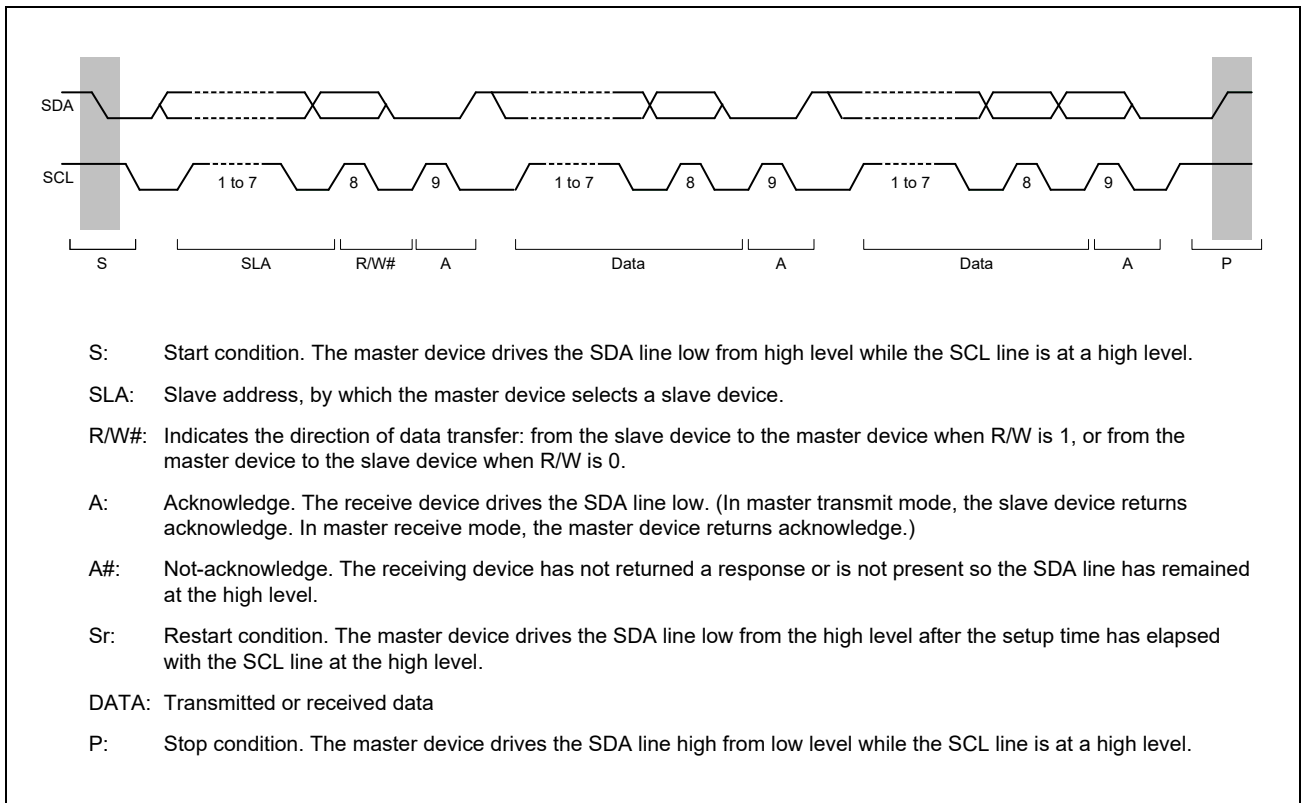 SDA
SCL
1 to 7 8 9 1 to 7 8 9 1 to 7 8 9
S SLA R/W# A Data A Data A P
S: Start condition. The master device drives the SDA line low from high level while the SCL line is at a high level.
SLA: Slave address, by which the master device selects a slave device.
R/W#: Indicates the direction of data transfer: from the slave device to the master device when R/W is 1, or from the
master device to the slave device when R/W is 0.
A: Acknowledge. The receive device drives the SDA line low. (In master transmit mode, the slave device returns
acknowledge. In master receive mode, the master device returns acknowledge.)
A#: Not-acknowledge. The receiving device has not returned a response or is not present so the SDA line has remained
at the high level.
Sr: Restart condition. The master device drives the SDA line low from the high level after the setup time has elapsed
with the SCL line at the high level.
DATA: Transmitted or received data
P: Stop condition. The master device drives the SDA line high from low level while the SCL line is at a high level.